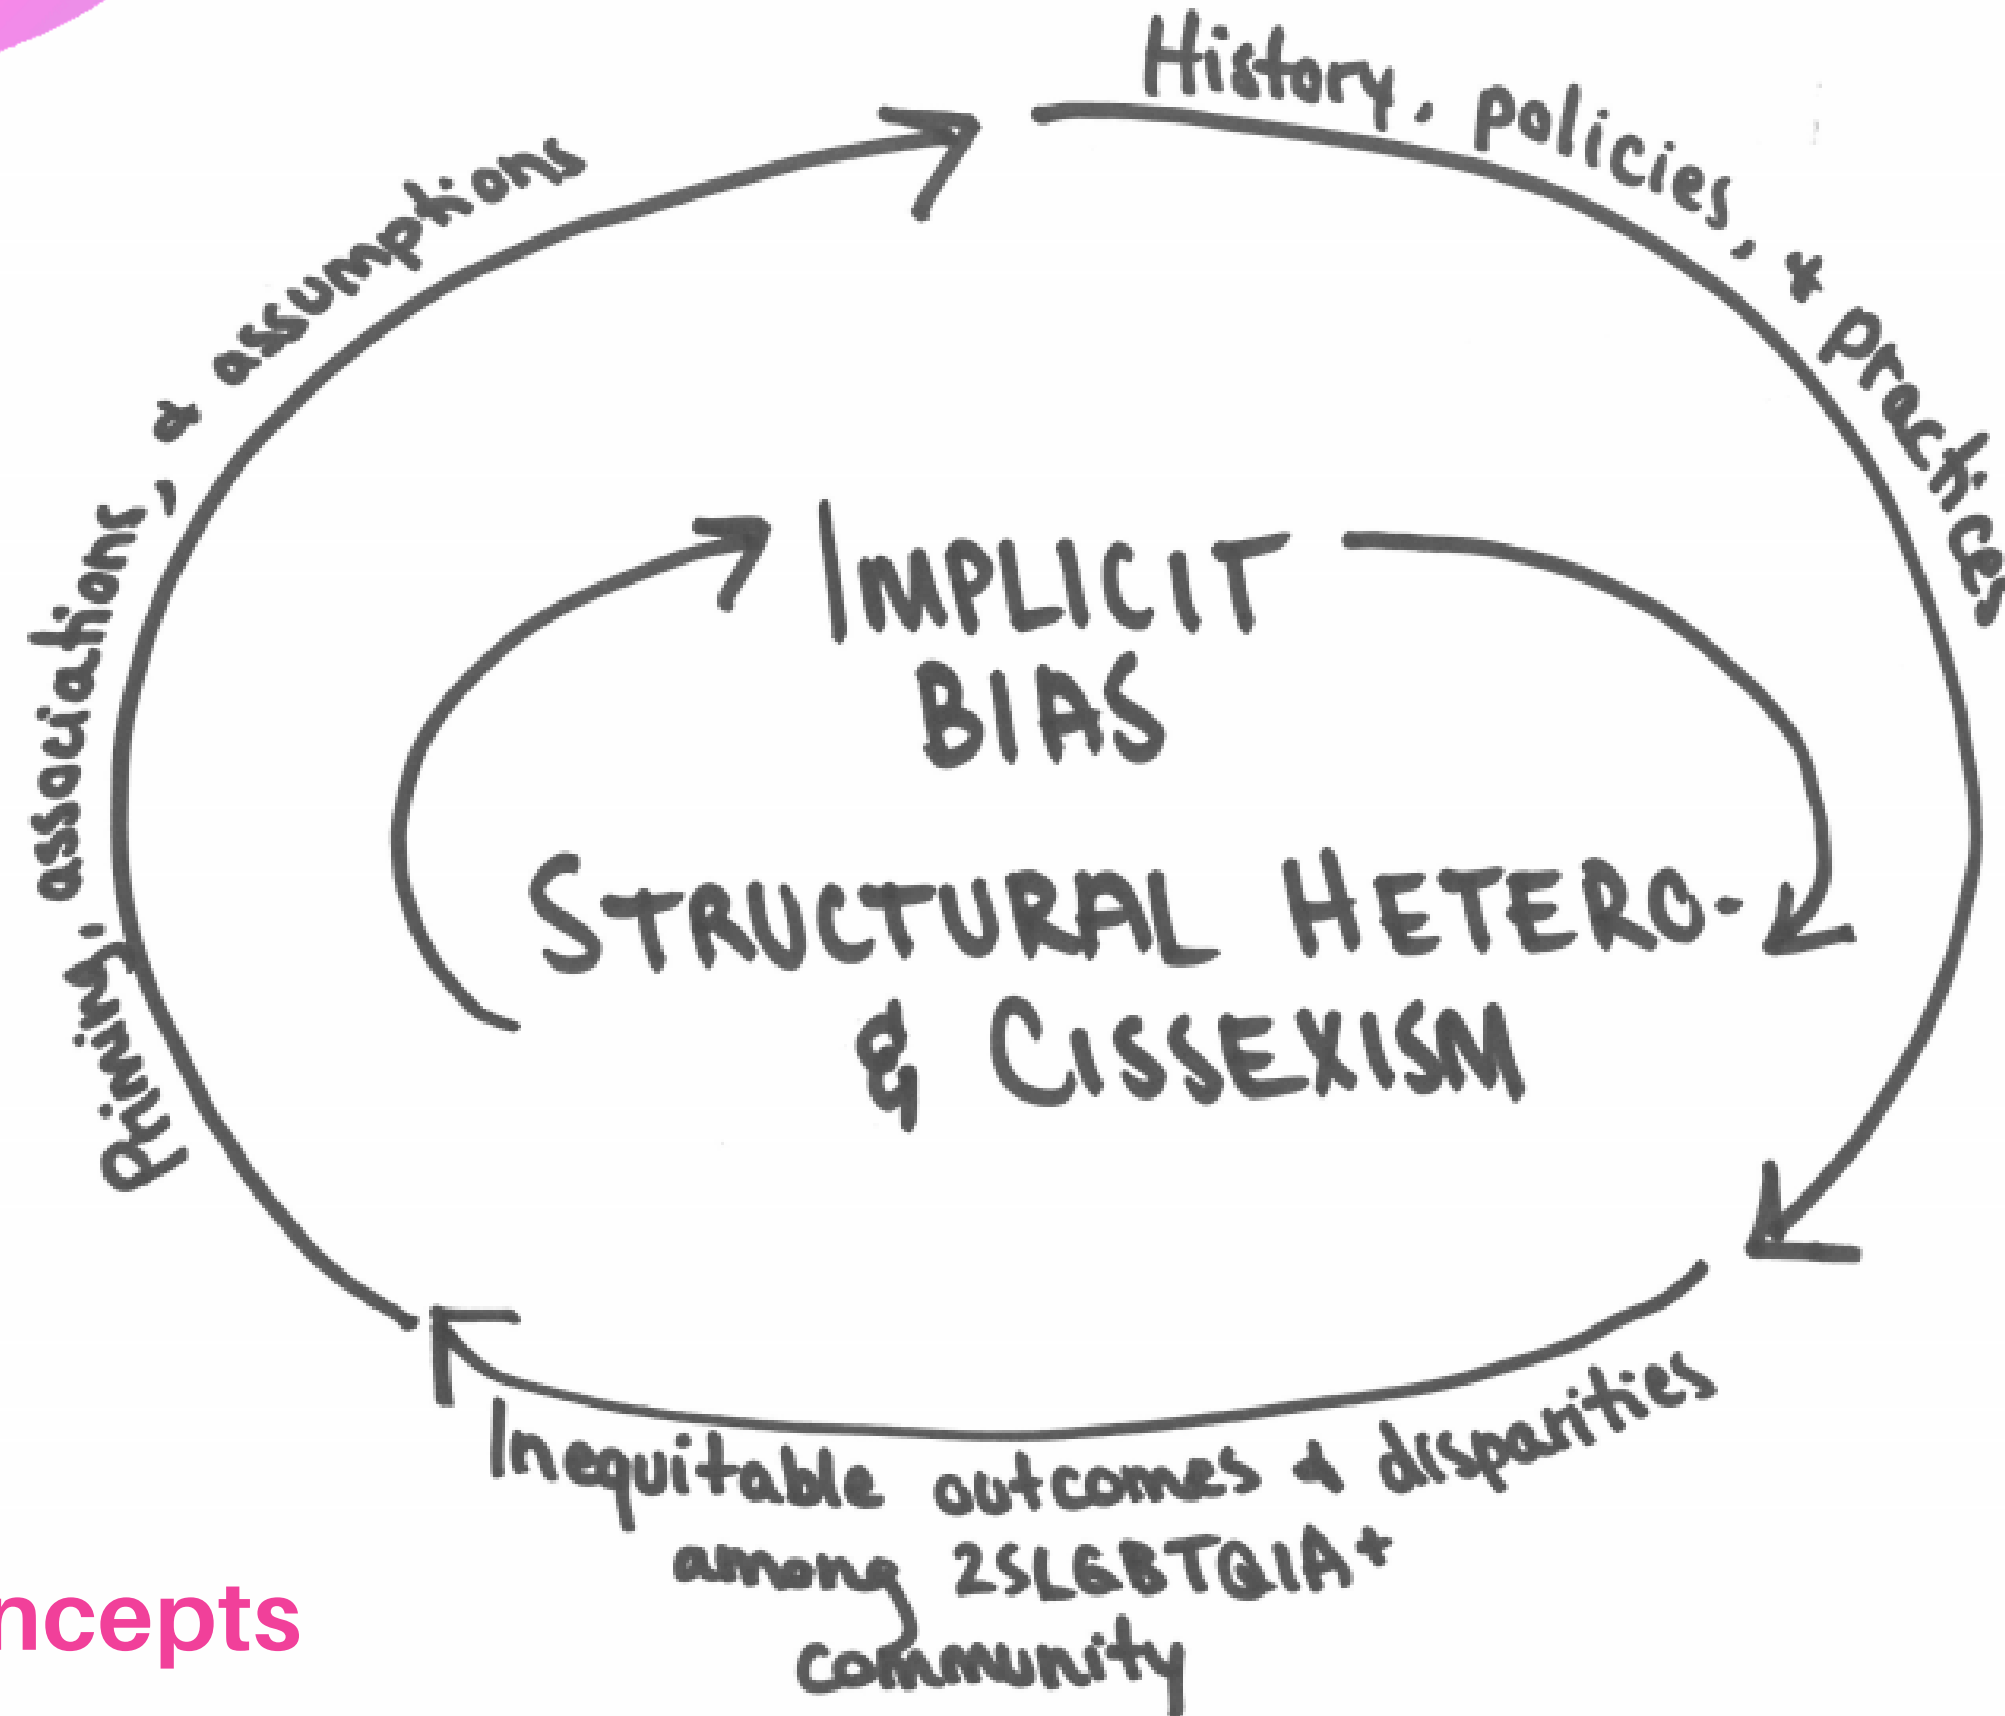 History, policies, & practices
Priming, associations, & assumptions
IMPLICIT
BIAS
STRUCTURAL HETERO-
& CISSEXISM
Inequitable outcomes & disparities
among 2SLGBTQIA+
community
ncepts